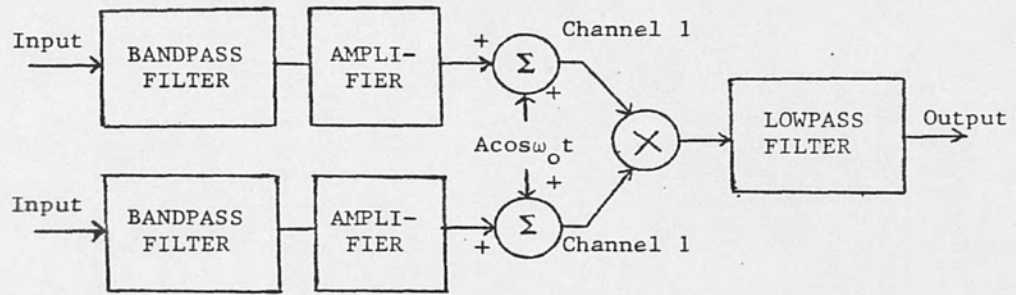 Input
BANDPASS
FILTER
AMPLI-
FIER
+
Σ
+
Channel 1
Acosω₀t
×
LOWPASS
FILTER
Output
Input
BANDPASS
FILTER
AMPLI-
FIER
+
Σ
+
Channel 1